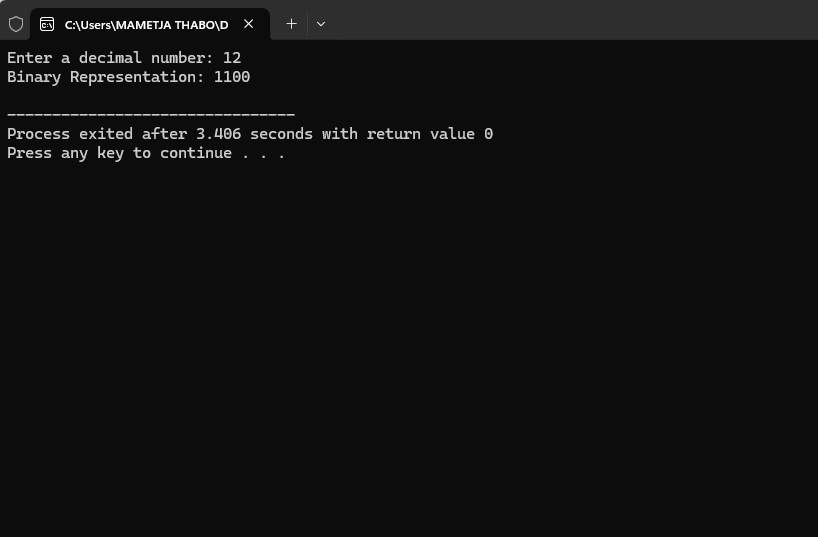 C:\Users\MAMETJA THABO\D
Enter a decimal number: 12
Binary Representation: 1100
--------------------------------
Process exited after 3.406 seconds with return value 0
Press any key to continue . . .